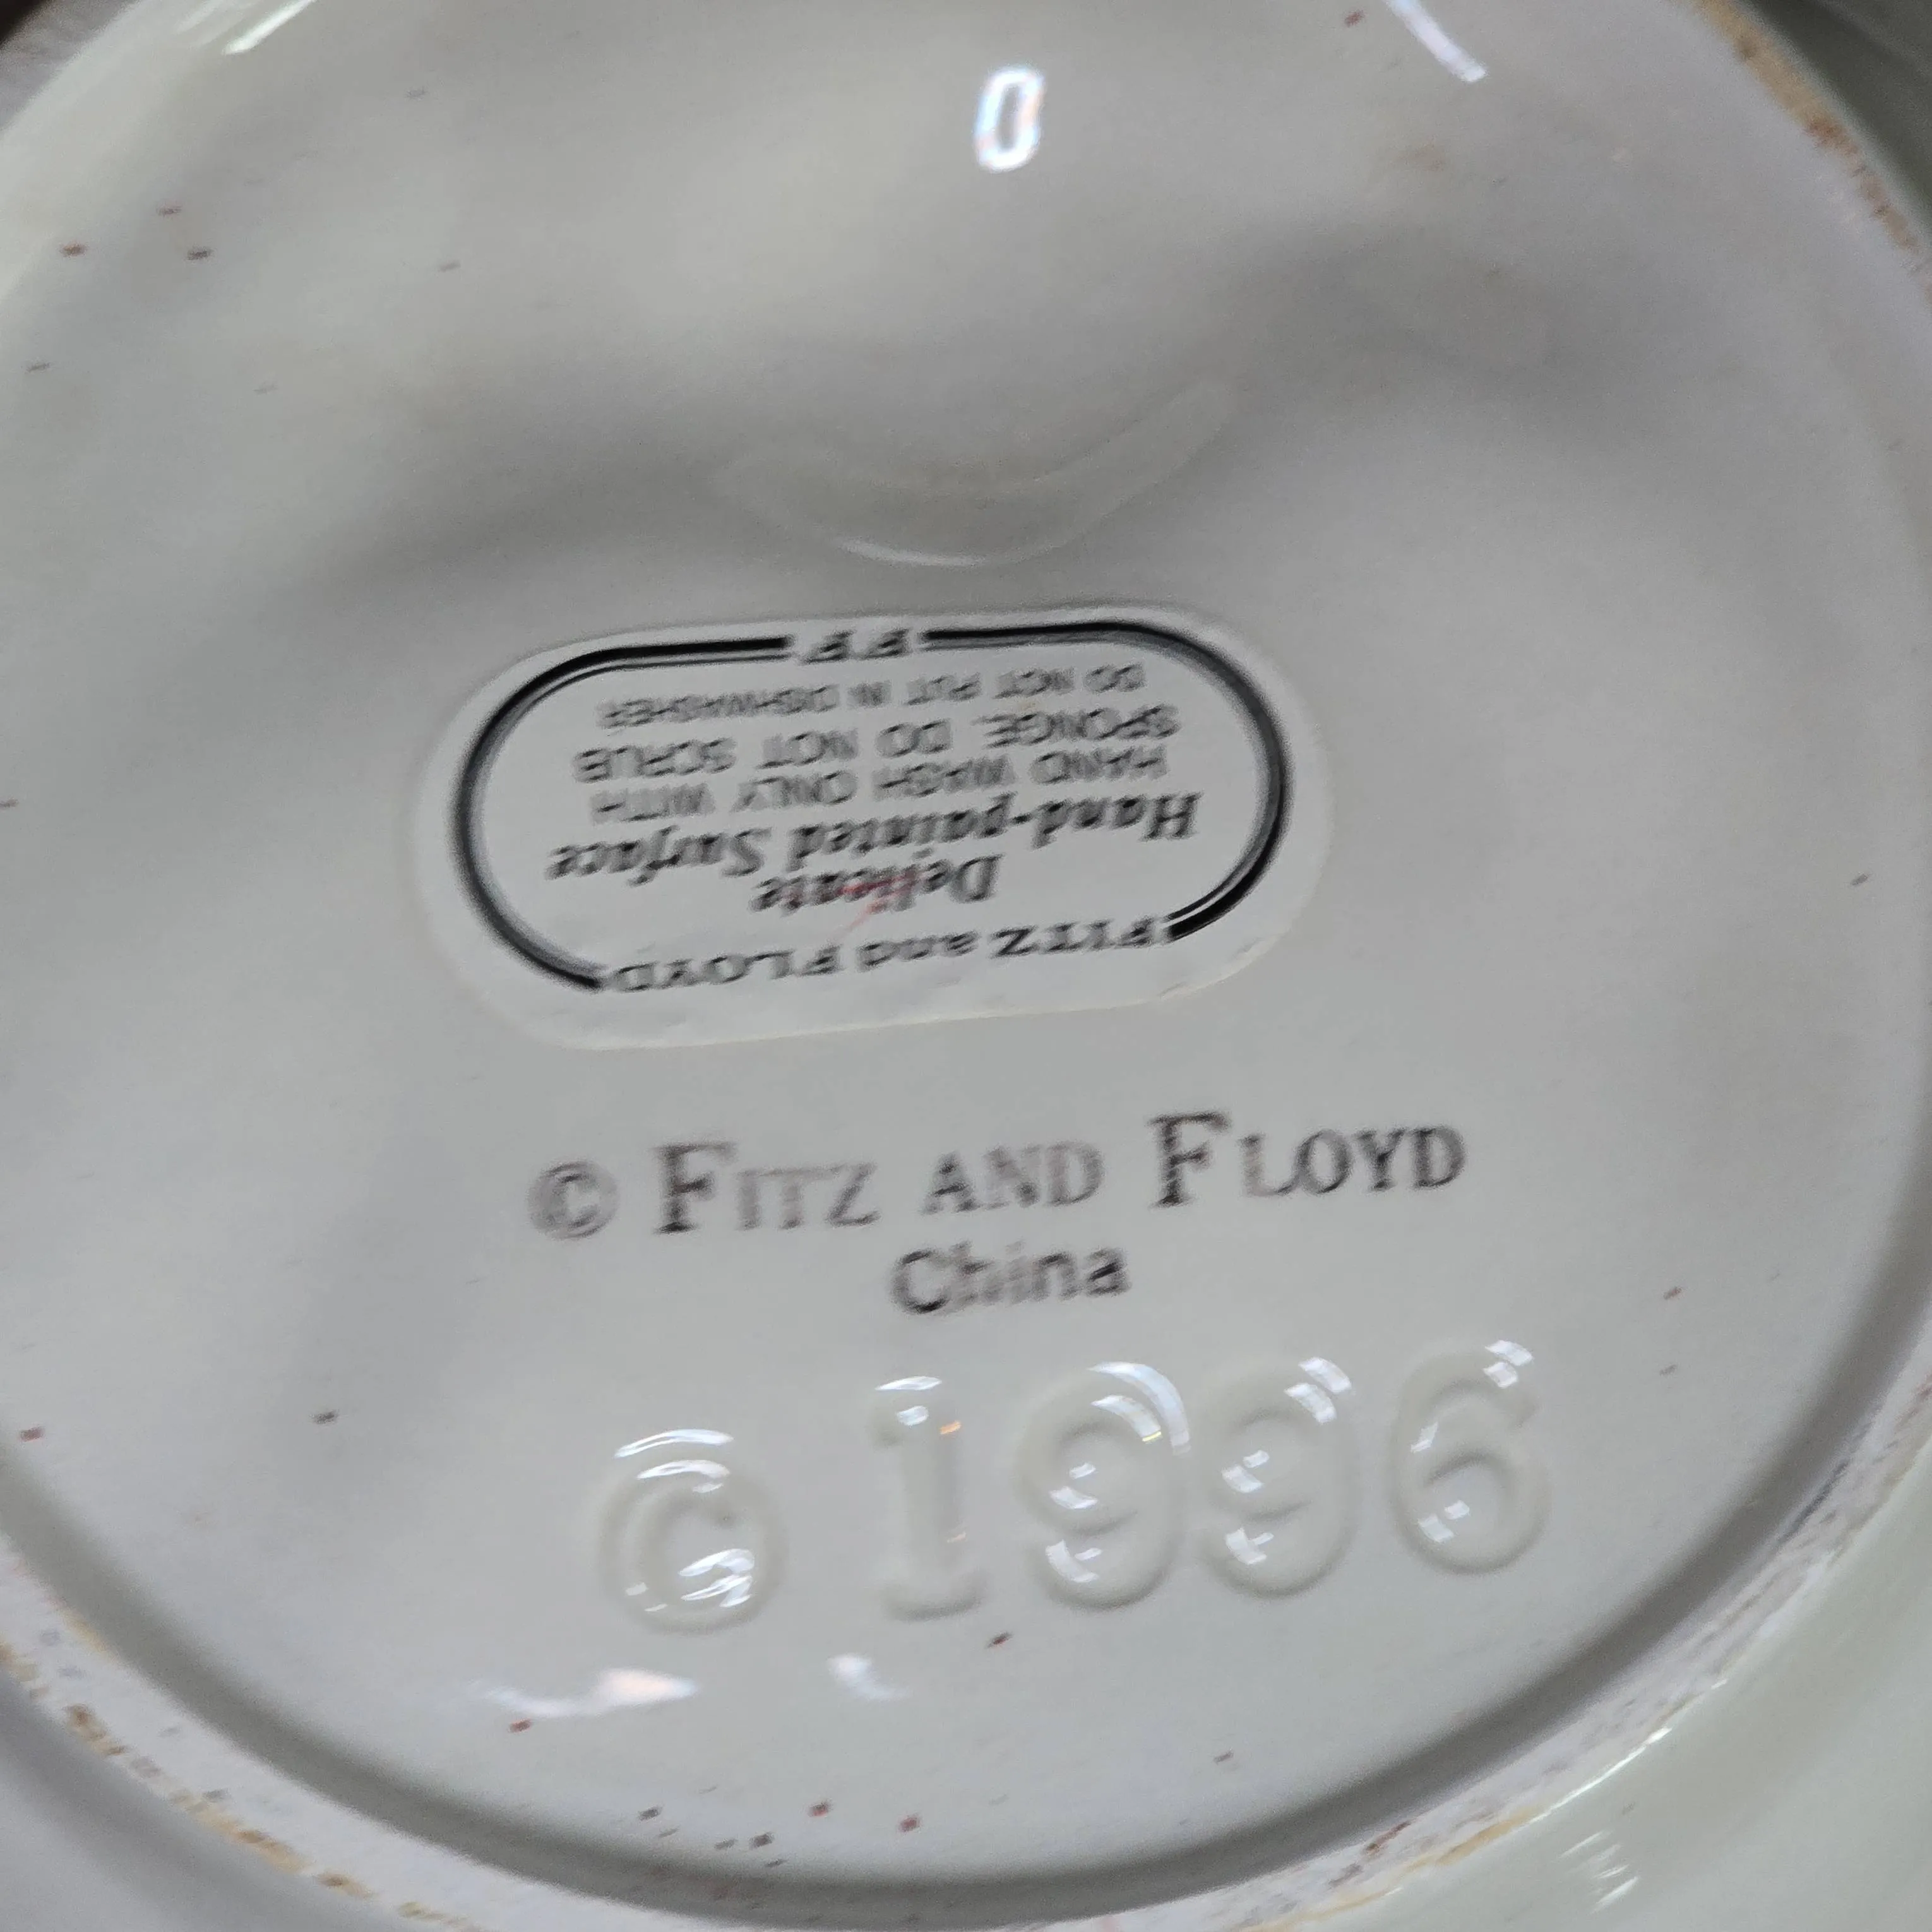 FITZ and FLOYD
Delicate
Hand-painted Surface
HAND WASH ONLY WITH
SPONGE, DO NOT SCRUB
DO NOT PUT IN DISHWASHER
FF
© FITZ AND FLOYD
China
© 1996